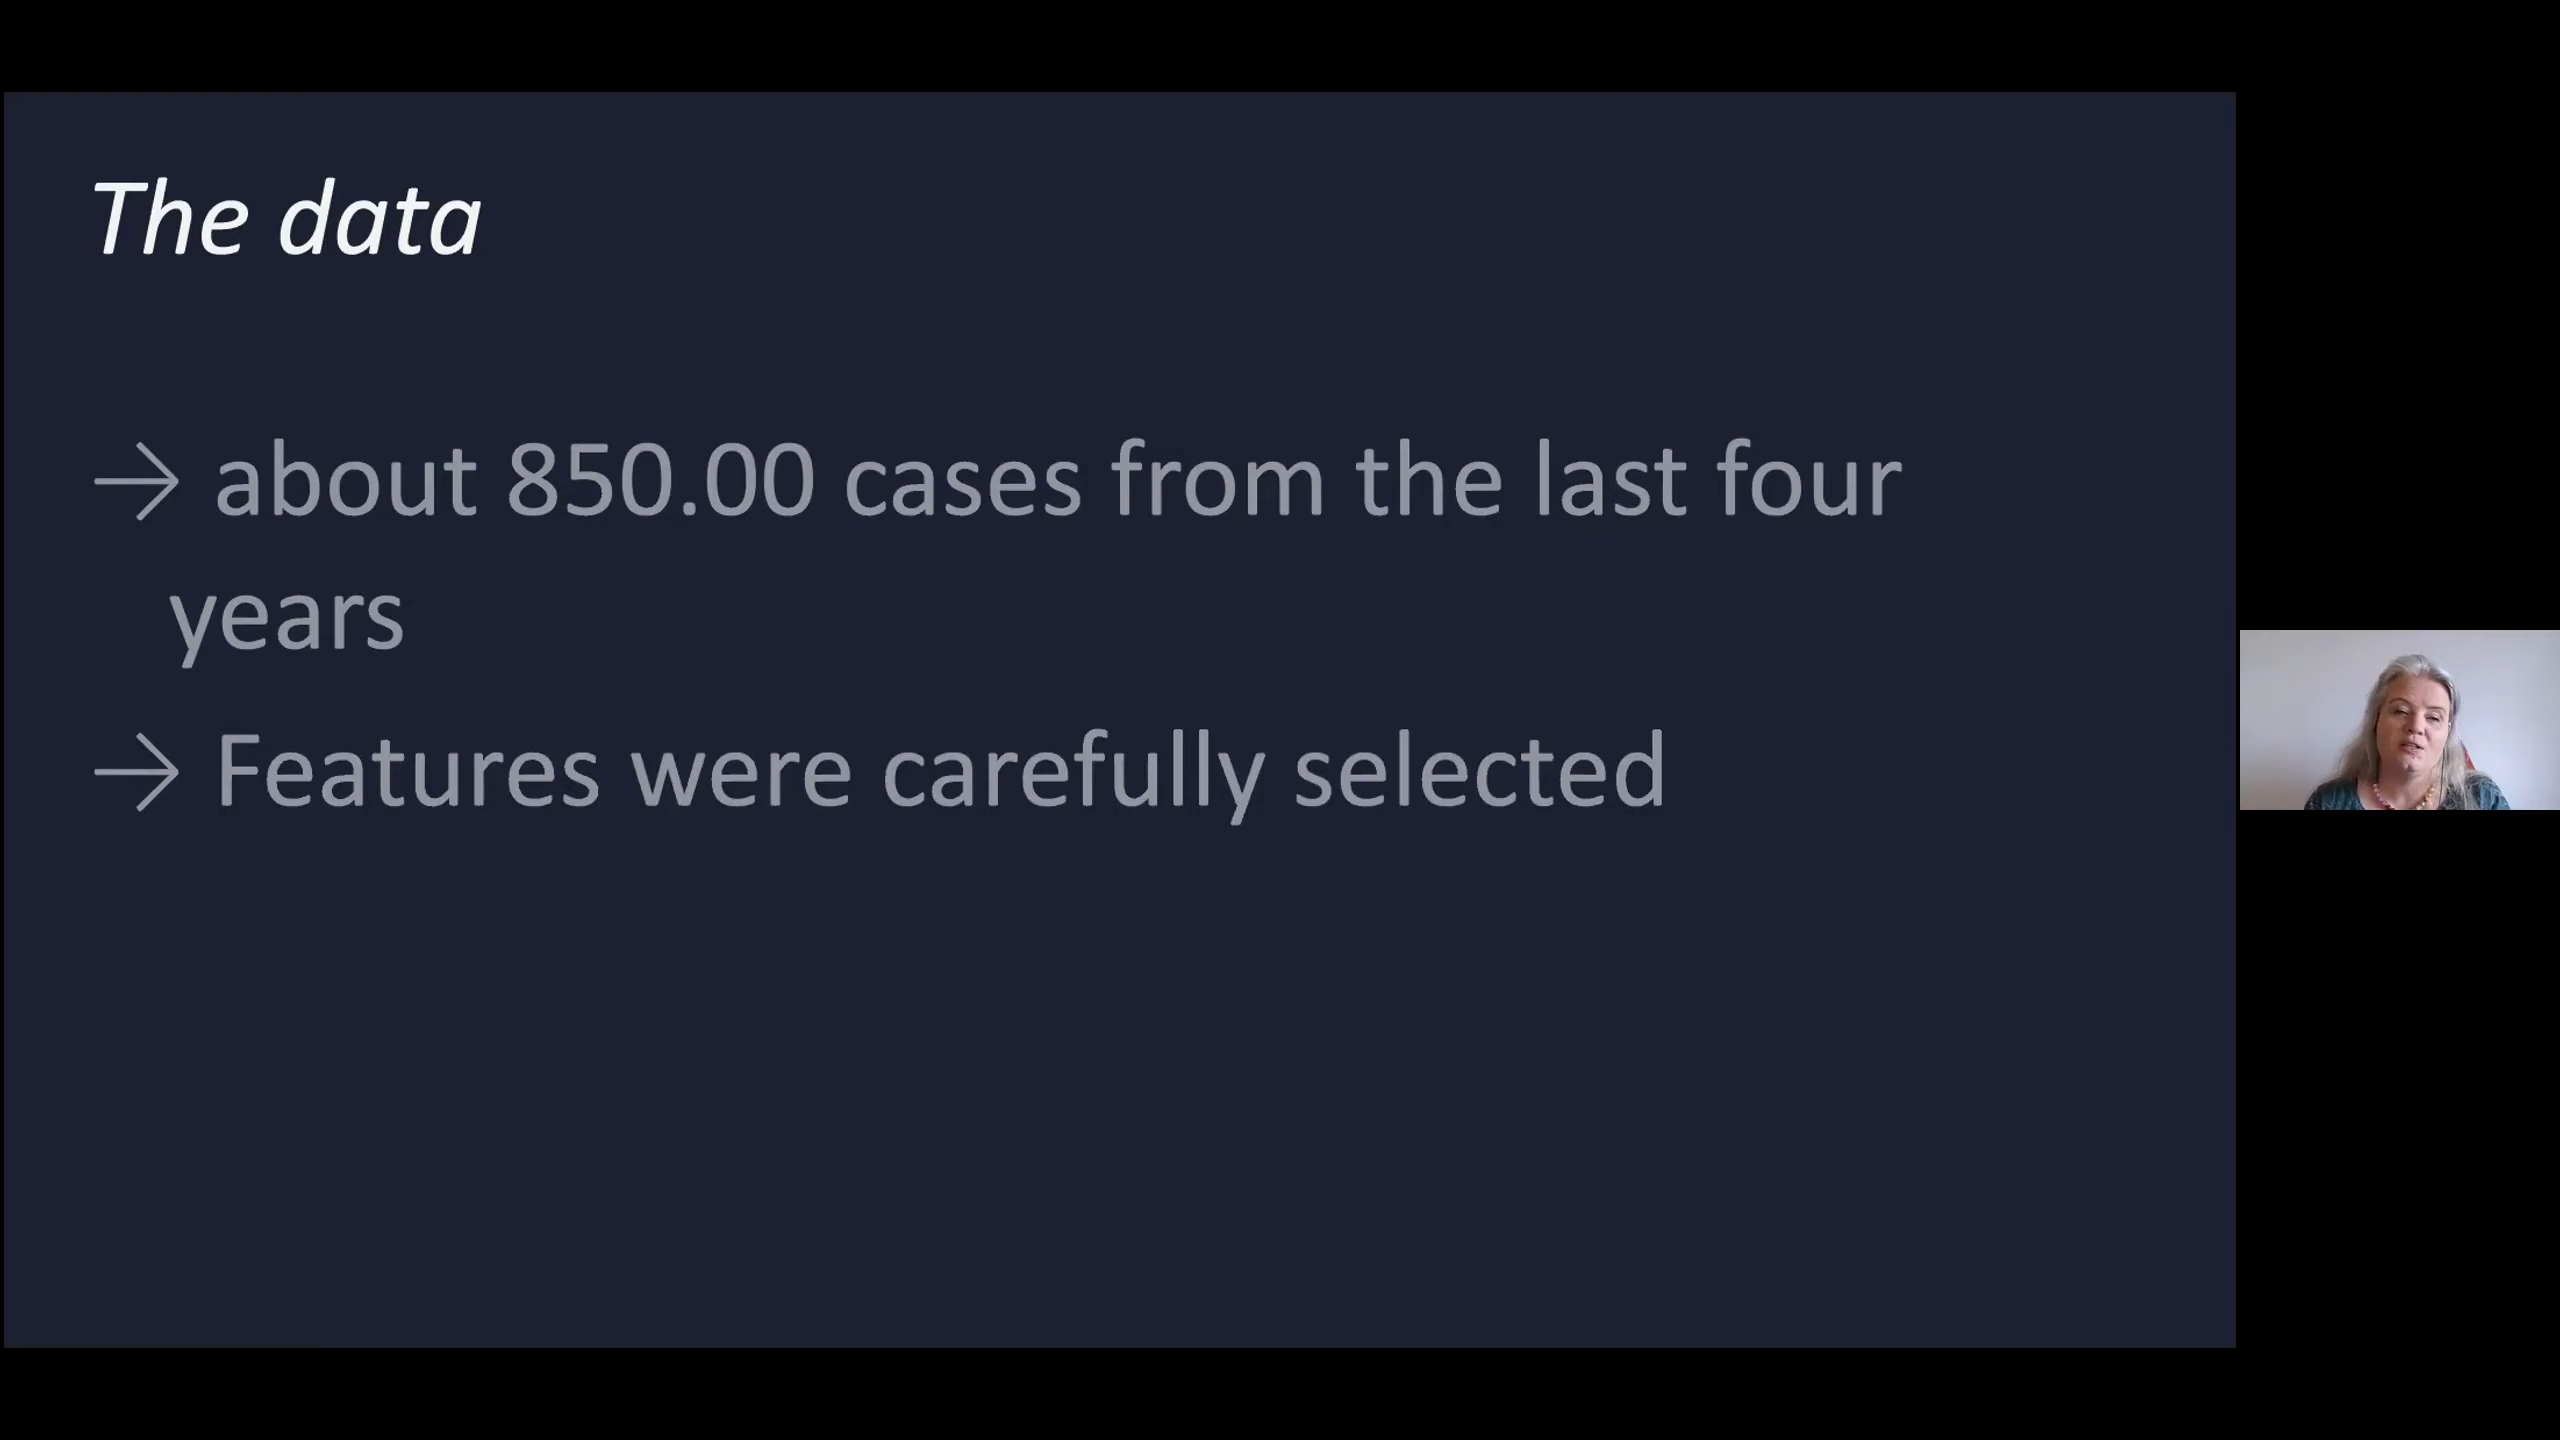 The data
→ about 850.00 cases from the last four
years
→ Features were carefully selected